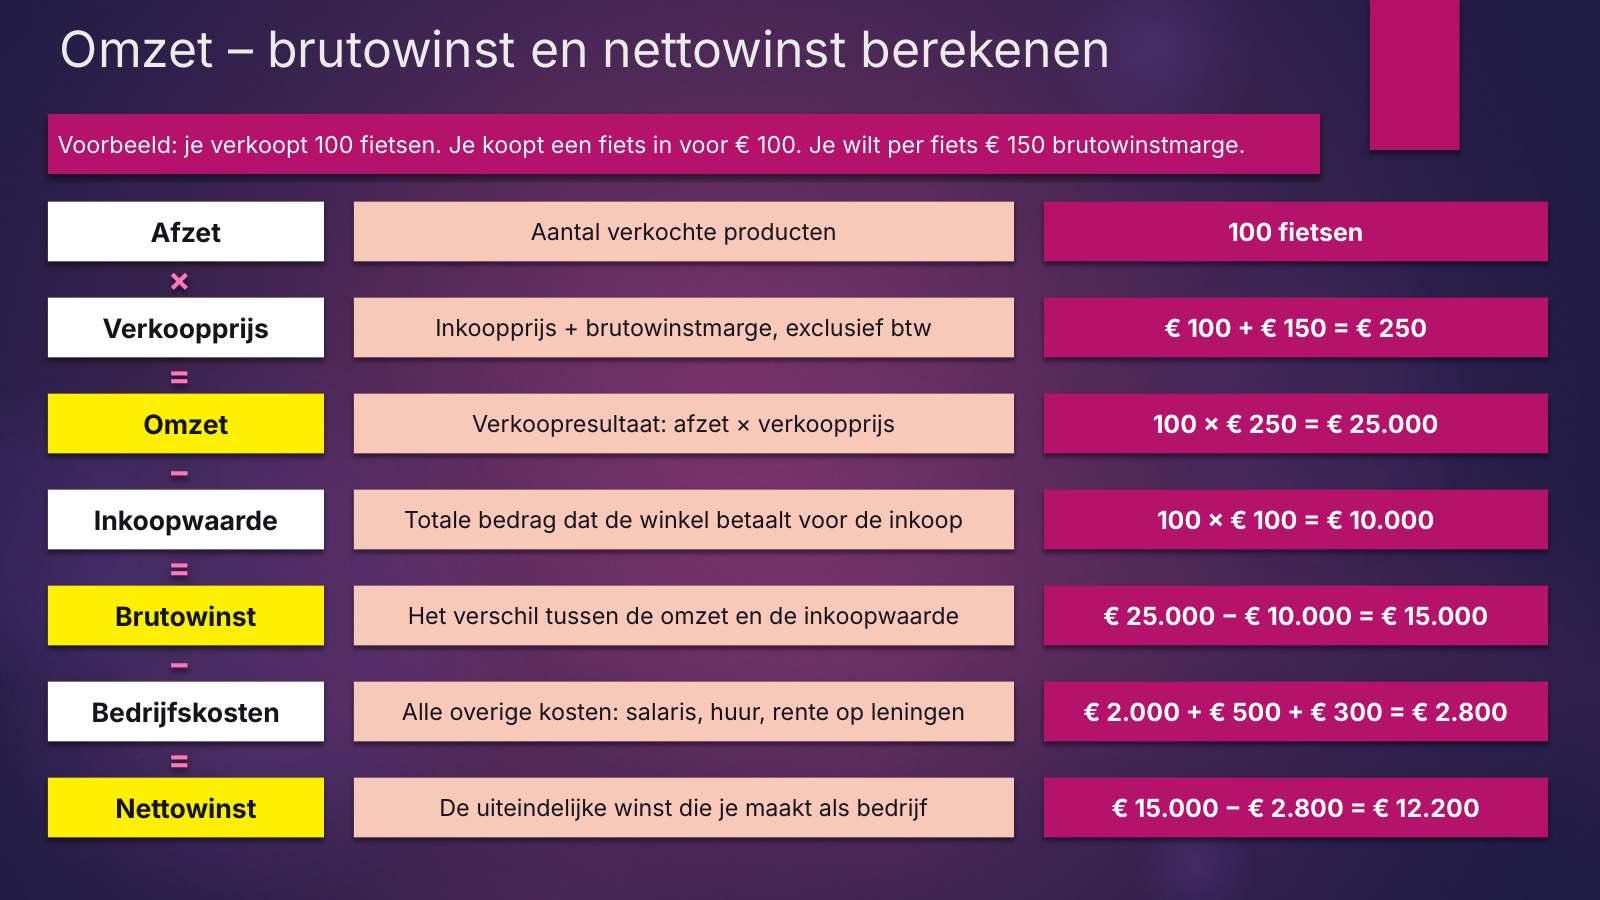 Omzet – brutowinst en nettowinst berekenen
Voorbeeld: je verkoopt 100 fietsen. Je koopt een fiets in voor € 100. Je wilt per fiets € 150 brutowinstmarge.
Afzet Aantal verkochte producten 100 fietsen
×
Verkoopprijs Inkoopprijs + brutowinstmarge, exclusief btw € 100 + € 150 = € 250
=
Omzet Verkoopresultaat: afzet × verkoopprijs 100 × € 250 = € 25.000
−
Inkoopwaarde Totale bedrag dat de winkel betaalt voor de inkoop 100 × € 100 = € 10.000
=
Brutowinst Het verschil tussen de omzet en de inkoopwaarde € 25.000 − € 10.000 = € 15.000
−
Bedrijfskosten Alle overige kosten: salaris, huur, rente op leningen € 2.000 + € 500 + € 300 = € 2.800
=
Nettowinst De uiteindelijke winst die je maakt als bedrijf € 15.000 − € 2.800 = € 12.200